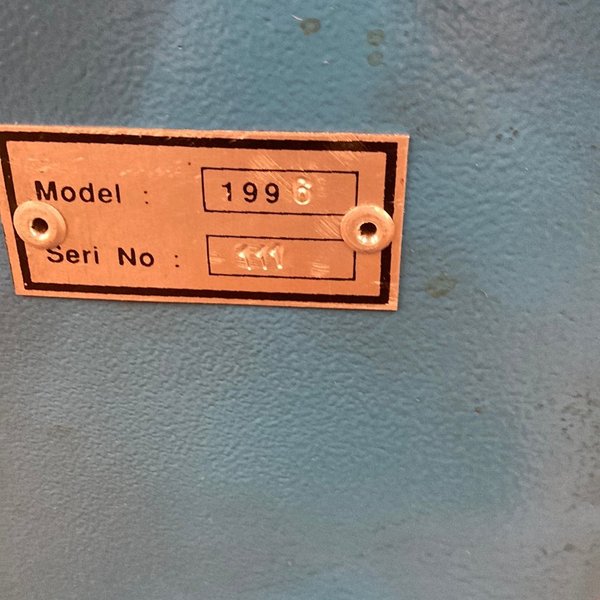 Model : 1996
Seri No : 111